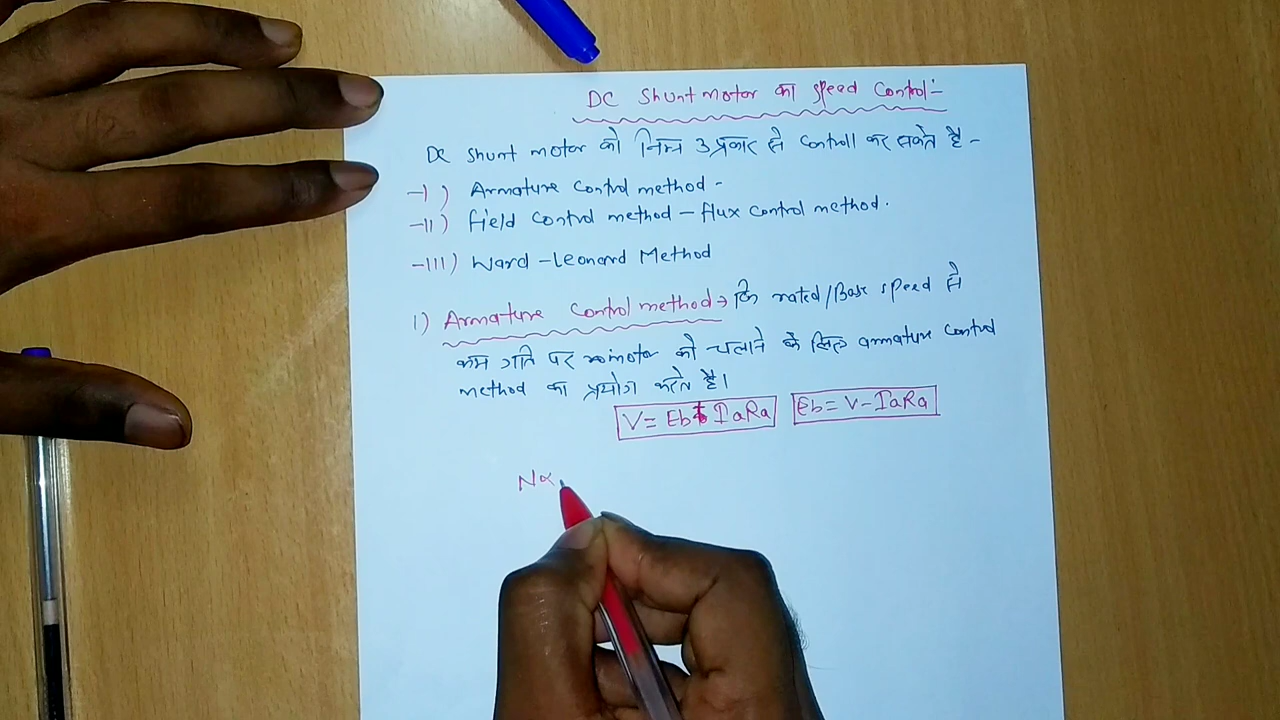 DC Shunt motor का speed Control:-
DC shunt motor को निम्न 3 प्रकार से Controll कर सकते है -
-I) Armature Control method -
-II) field Control method - flux Control method.
-III) Ward - Leonard Method
1) Armature Control method → कि rated/Base speed से
कम गति पर motor को चलाने के लिए armature control
method का प्रयोग करते है।
V = Eb + IaRa Eb = V - IaRa
N∝